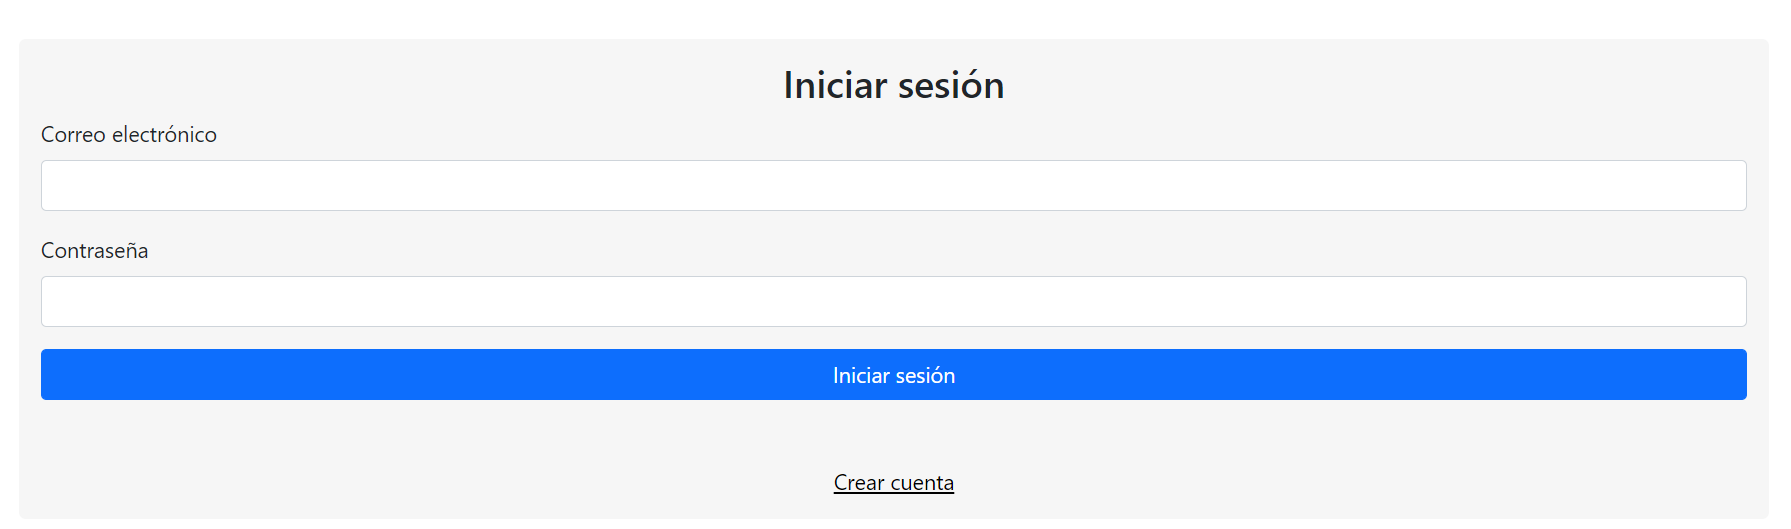 Iniciar sesión
Correo electrónico
Contraseña
Iniciar sesión
Crear cuenta